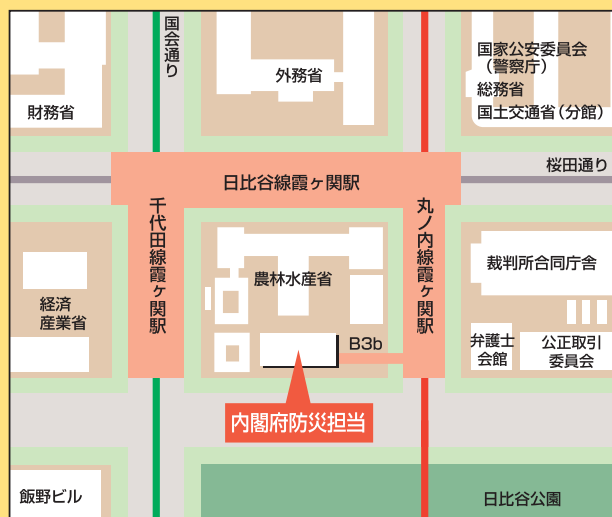 国会通り
外務省
国家公安委員会
（警察庁）
総務省
国土交通省（分館）
財務省
桜田通り
日比谷線霞ヶ関駅
千代田線霞ヶ関駅
丸ノ内線霞ヶ関駅
農林水産省
裁判所合同庁舎
経済
産業省
B3b
弁護士
会館
公正取引
委員会
内閣府防災担当
飯野ビル
日比谷公園